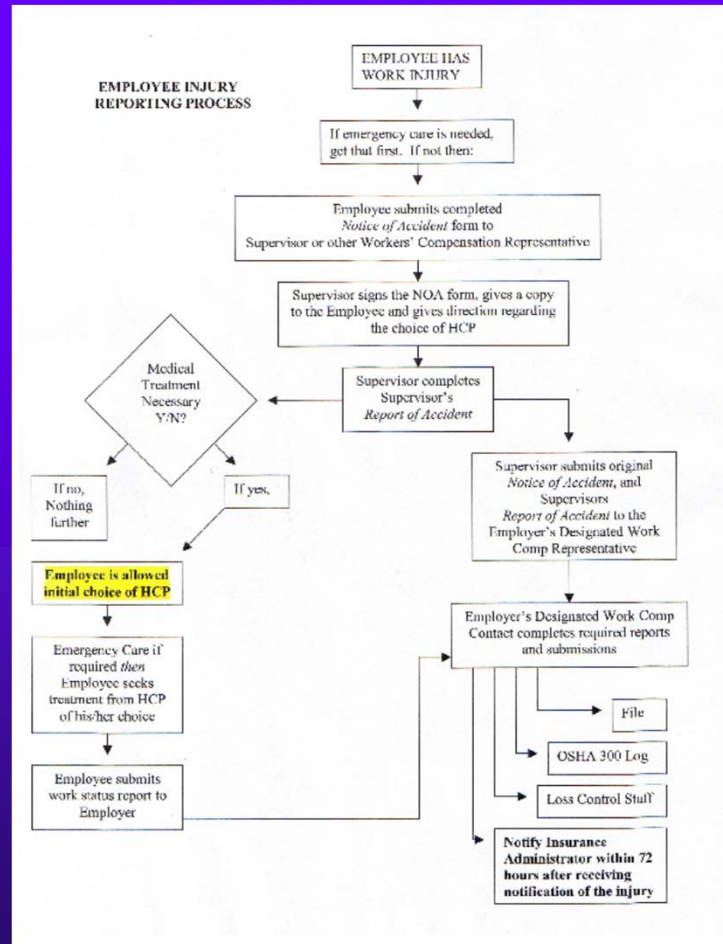 EMPLOYEE INJURY
REPORTING PROCESS
EMPLOYEE HAS
WORK INJURY
If emergency care is needed,
get that first. If not then:
Employee submits completed
Notice of Accident form to
Supervisor or other Workers' Compensation Representative
Supervisor signs the NOA form, gives a copy
to the Employee and gives direction regarding
the choice of HCP
Supervisor completes
Supervisor's
Report of Accident
Medical
Treatment
Necessary
Y/N?
If no,
Nothing
further
If yes,
Employee is allowed
initial choice of HCP
Emergency Care if
required then
Employee seeks
treatment from HCP
of his/her choice
Employee submits
work status report to
Employer
Supervisor submits original
Notice of Accident, and
Supervisors
Report of Accident to the
Employer's Designated Work
Comp Representative
Employer's Designated Work Comp
Contact completes required reports
and submissions
File
OSHA 300 Log
Loss Control Stuff
Notify Insurance
Administrator within 72
hours after receiving
notification of the injury